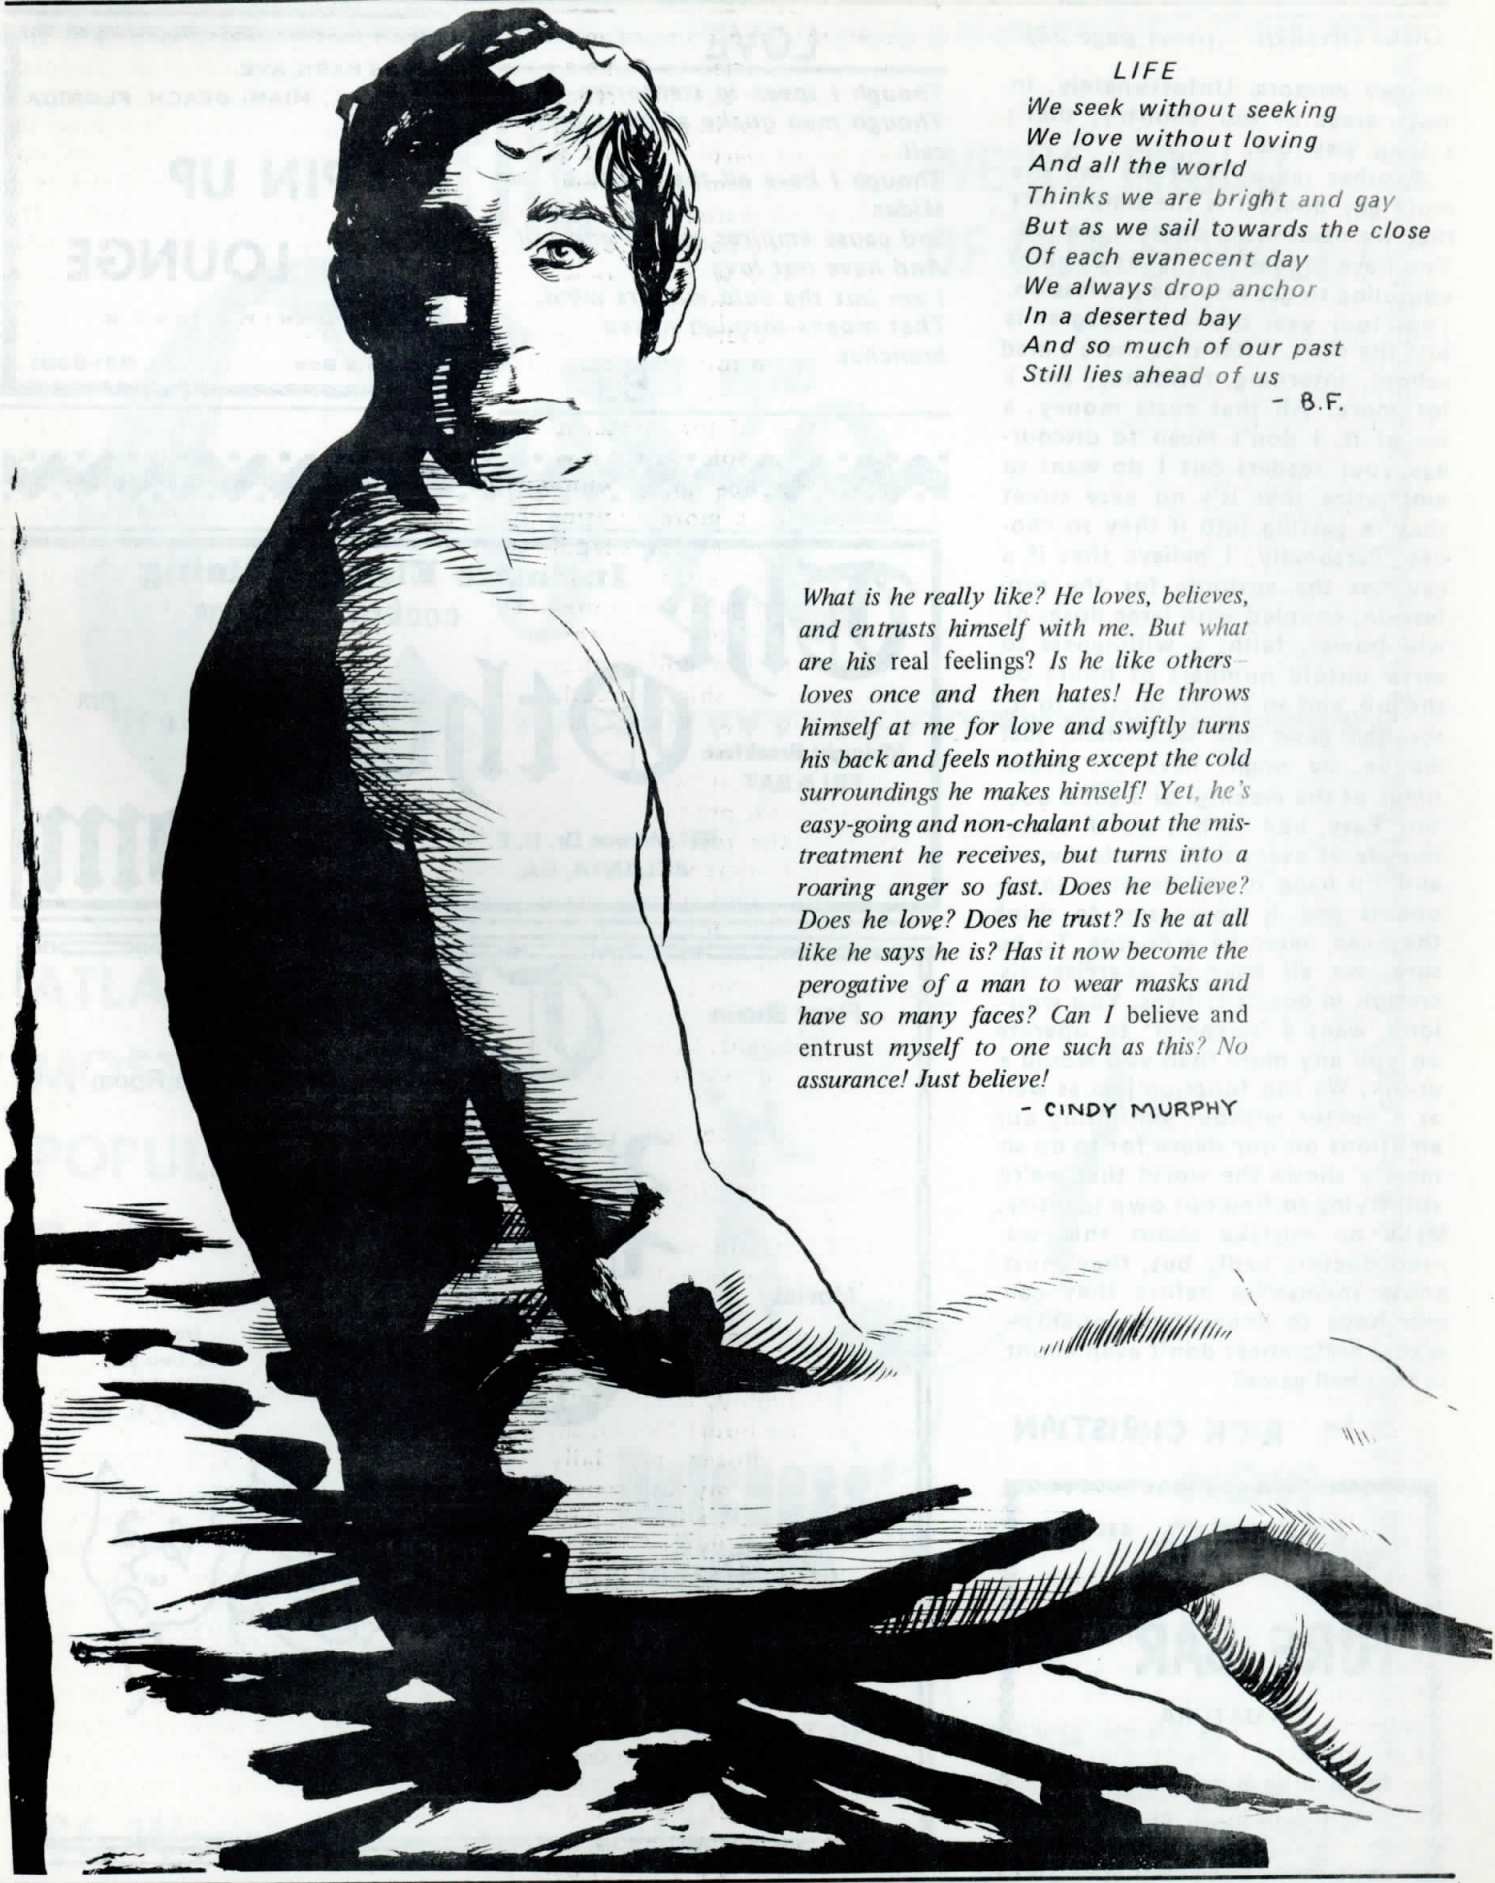 LIFE
We seek without seeking
We love without loving
And all the world
Thinks we are bright and gay
But as we sail towards the close
Of each evanecent day
We always drop anchor
In a deserted bay
And so much of our past
Still lies ahead of us
- B.F.
What is he really like? He loves, believes,
and entrusts himself with me. But what
are his real feelings? Is he like others—
loves once and then hates! He throws
himself at me for love and swiftly turns
his back and feels nothing except the cold
surroundings he makes himself! Yet, he's
easy-going and non-chalant about the mis-
treatment he receives, but turns into a
roaring anger so fast. Does he believe?
Does he love? Does he trust? Is he at all
like he says he is? Has it now become the
perogative of a man to wear masks and
have so many faces? Can I believe and
entrust myself to one such as this? No
assurance! Just believe!
- CINDY MURPHY